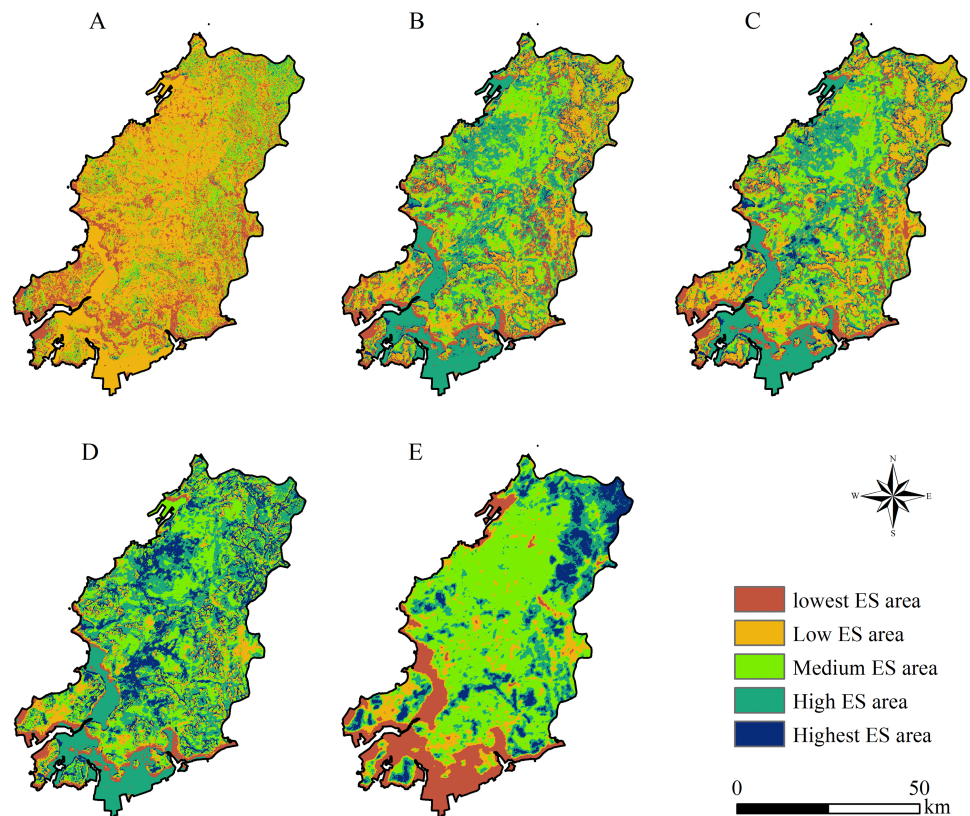 A
B
C
D
E
N
W
E
S
lowest ES area
Low ES area
Medium ES area
High ES area
Highest ES area
0
50
km